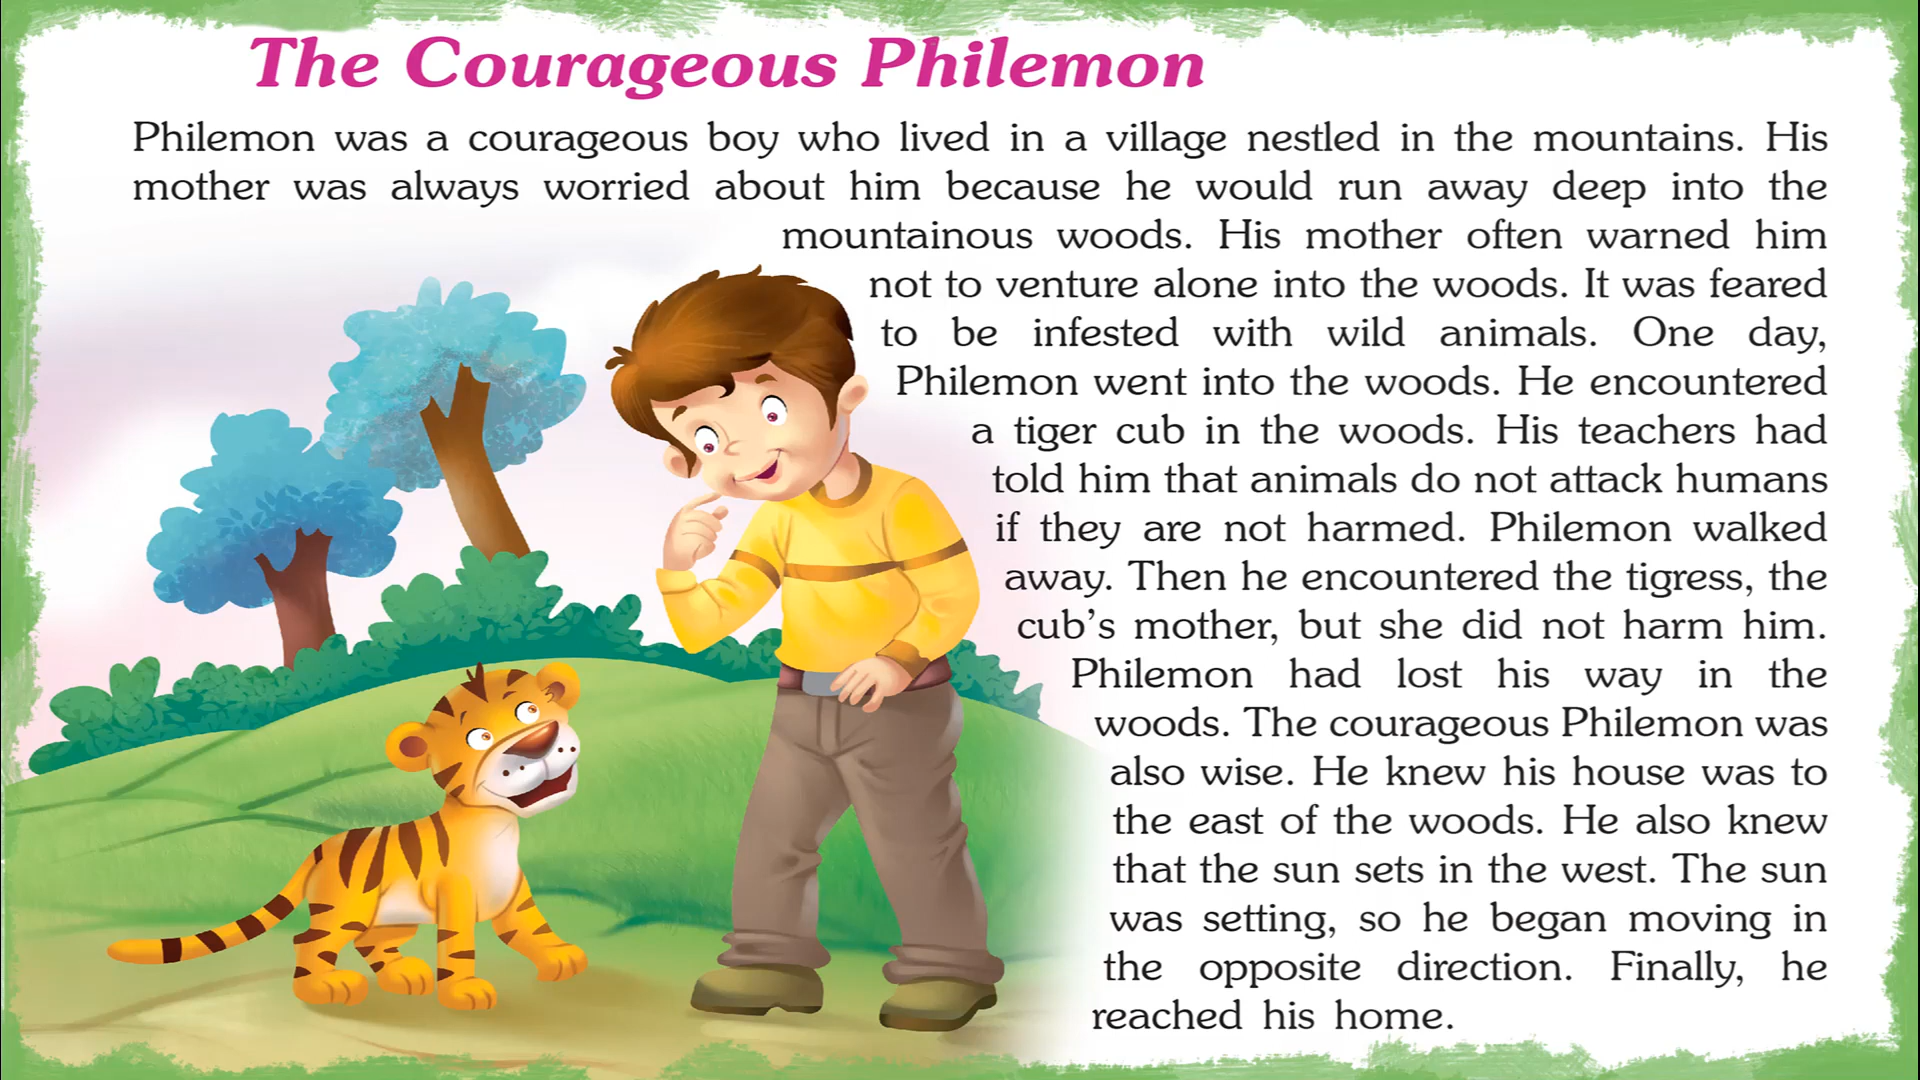 The Courageous Philemon
Philemon was a courageous boy who lived in a village nestled in the mountains. His
mother was always worried about him because he would run away deep into the
mountainous woods. His mother often warned him
not to venture alone into the woods. It was feared
to be infested with wild animals. One day,
Philemon went into the woods. He encountered
a tiger cub in the woods. His teachers had
told him that animals do not attack humans
if they are not harmed. Philemon walked
away. Then he encountered the tigress, the
cub’s mother, but she did not harm him.
Philemon had lost his way in the
woods. The courageous Philemon was
also wise. He knew his house was to
the east of the woods. He also knew
that the sun sets in the west. The sun
was setting, so he began moving in
the opposite direction. Finally, he
reached his home.